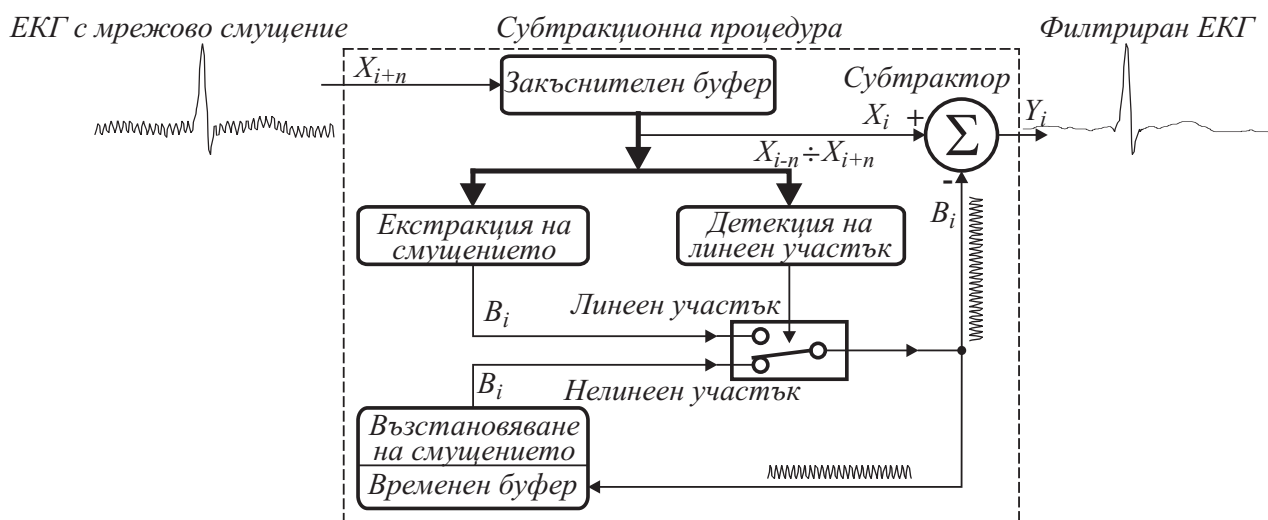 ЕКГ с мрежово смущение
Субтракционна процедура
Филтриран ЕКГ
X_{i+n}
Закъснителен буфер
Субтрактор
X_i
+
Σ
Y_i
X_{i-n}÷X_{i+n}
-
B_i
Екстракция на
смущението
Детекция на
линеен участък
B_i
Линеен участък
B_i
Нелинеен участък
Възстановяване
на смущението
Временен буфер